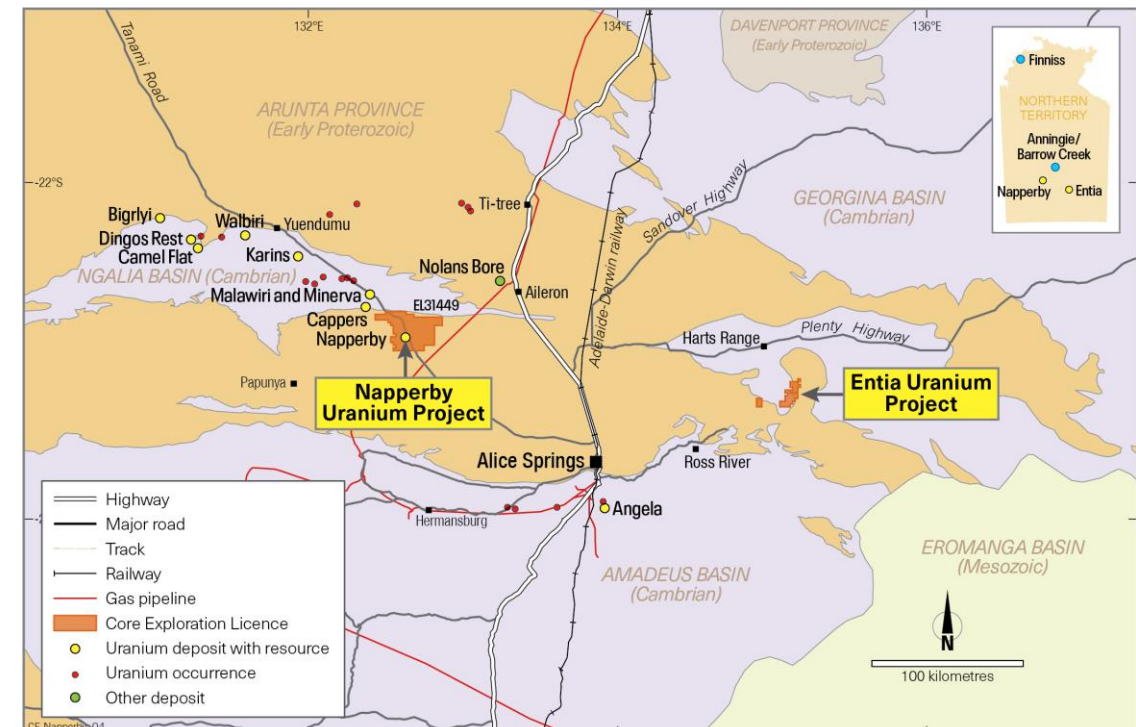 132°E
134°E
136°E
DAVENPORT PROVINCE
(Early Proterozoic)
Tanami Road
ARUNTA PROVINCE
(Early Proterozoic)
Finniss
NORTHERN
TERRITORY
Anningie/
Barrow Creek
Napperby
Entia
-22°S
Ti-tree
Sandover Highway
GEORGINA BASIN
(Cambrian)
Bigrlyi
Walbiri
Yuendumu
Dingos Rest
Camel Flat
Karins
NGALIA BASIN (Cambrian)
Nolans Bore
Adelaide-Darwin railway
Malawiri and Minerva
Aileron
EL31449
Cappers
Napperby
Harts Range
Plenty Highway
Papunya
Napperby
Uranium Project
Entia Uranium
Project
Alice Springs
Ross River
Hermansburg
Angela
Highway
Major road
Track
Railway
Gas pipeline
Core Exploration Licence
Uranium deposit with resource
Uranium occurrence
Other deposit
AMADEUS BASIN
(Cambrian)
EROMANGA BASIN
(Mesozoic)
N
100 kilometres